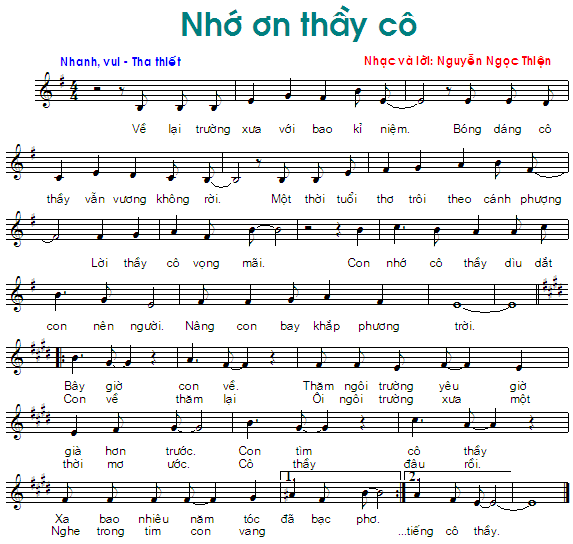 Nhớ ơn thầy cô
Nhanh, vui - Tha thiết
Nhạc và lời: Nguyễn Ngọc Thiện
4
4
Về lại trường xưa với bao kỉ niệm. Bóng dáng cô
thầy vẫn vương không rời. Một thời tuổi thơ trôi theo cánh phượng
Lời thầy cô vọng mãi. Con nhớ cô thầy dìu dắt
con nên người. Nâng con bay khắp phương trời.
Bây giờ con về. Thăm ngôi trường yêu giờ
Con về thăm lại Ôi ngôi trường xưa một
già hơn trước. Con tìm cô thầy
thời mơ ước. Cô thầy đâu rồi.
1.
2.
Xa bao nhiêu năm tóc đã bạc phơ.
Nghe trong tim con vang ...tiếng cô thầy.